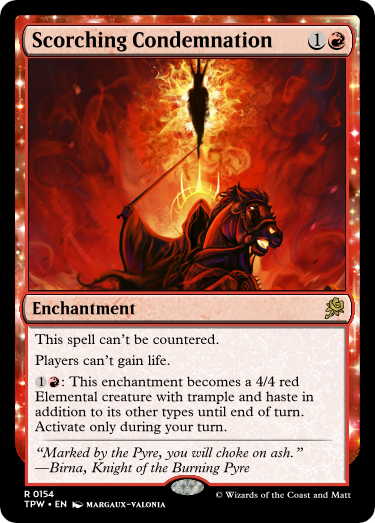 Scorching Condemnation 1
Enchantment
This spell can't be countered.
Players can't gain life.
1 : This enchantment becomes a 4/4 red
Elemental creature with trample and haste in
addition to its other types until end of turn.
Activate only during your turn.
“Marked by the Pyre, you will choke on ash.”
—Birna, Knight of the Burning Pyre
R 0154
TPW • EN MARGAUX-VALONIA
© Wizards of the Coast and Matt